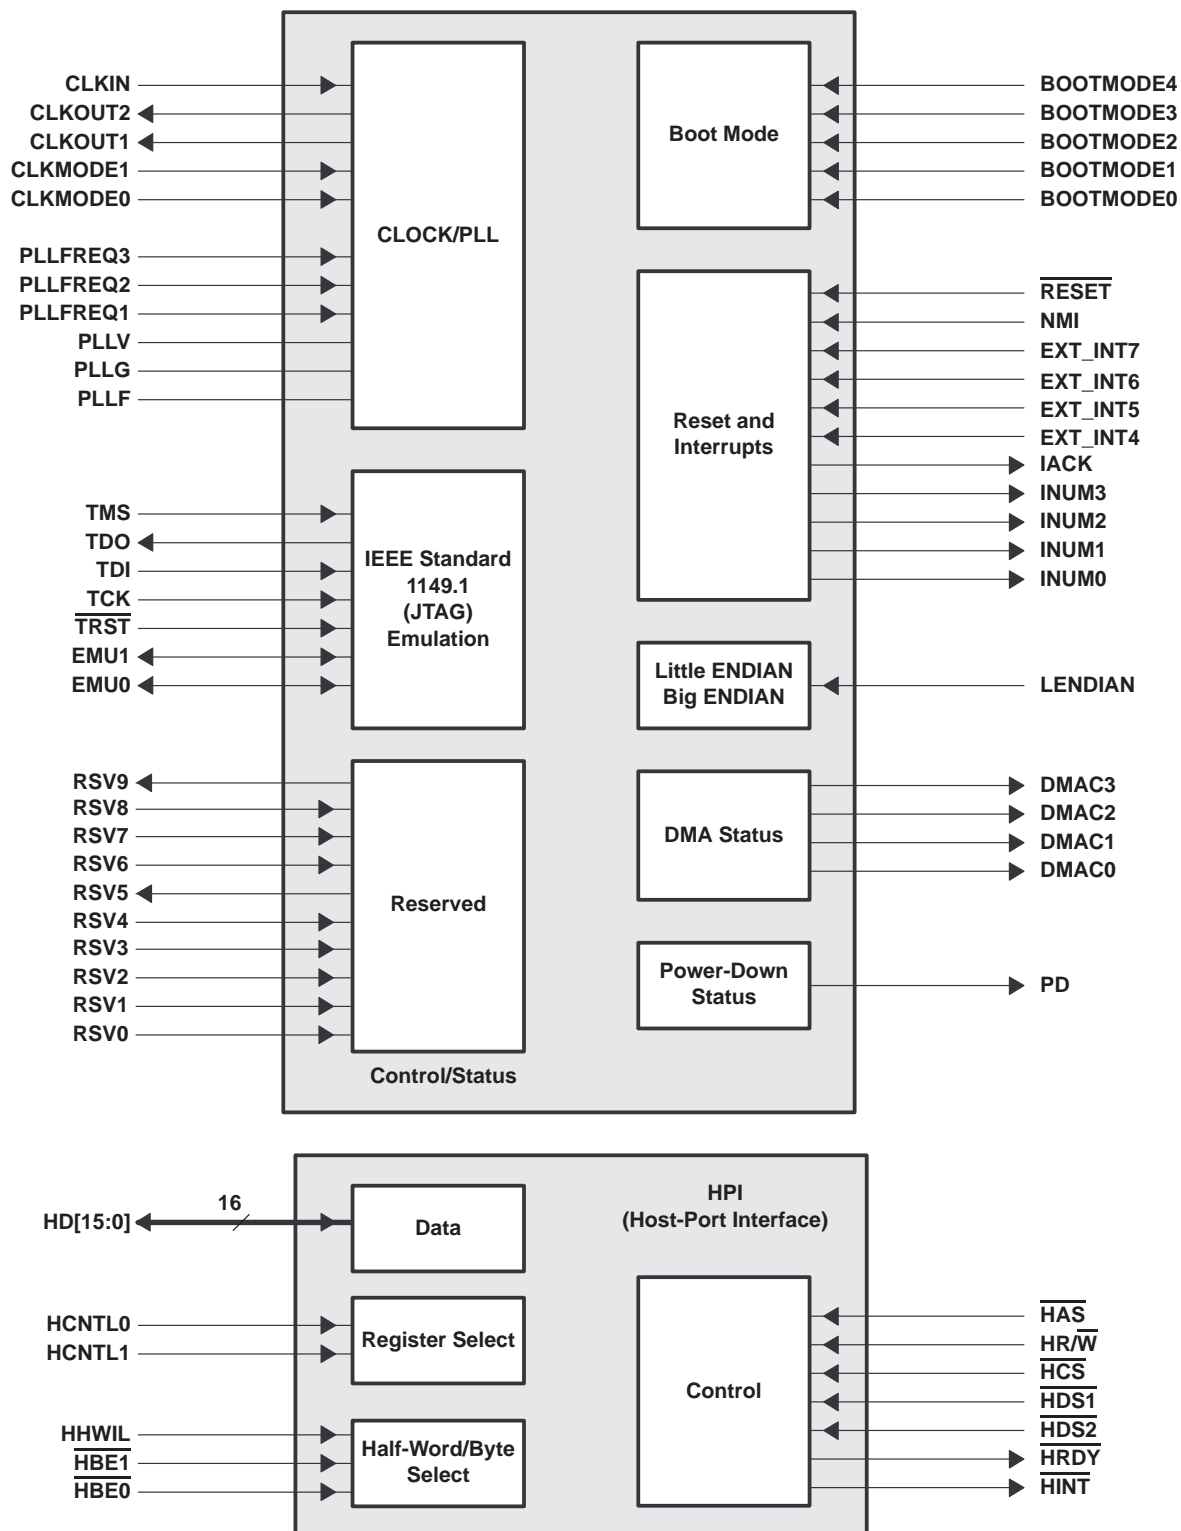 CLKIN
CLKOUT2
CLKOUT1
CLKMODE1
CLKMODE0
PLLFREQ3
PLLFREQ2
PLLFREQ1
PLLV
PLLG
PLLF
CLOCK/PLL
TMS
TDO
TDI
TCK
TRST
EMU1
EMU0
IEEE Standard
1149.1
(JTAG)
Emulation
RSV9
RSV8
RSV7
RSV6
RSV5
RSV4
RSV3
RSV2
RSV1
RSV0
Reserved
Control/Status
Boot Mode
BOOTMODE4
BOOTMODE3
BOOTMODE2
BOOTMODE1
BOOTMODE0
Reset and
Interrupts
RESET
NMI
EXT_INT7
EXT_INT6
EXT_INT5
EXT_INT4
IACK
INUM3
INUM2
INUM1
INUM0
Little ENDIAN
Big ENDIAN
LENDIAN
DMA Status
DMAC3
DMAC2
DMAC1
DMAC0
Power-Down
Status
PD
HD[15:0]
16
Data
HPI
(Host-Port Interface)
HCNTL0
HCNTL1
Register Select
HHWIL
HBE1
HBE0
Half-Word/Byte
Select
Control
HAS
HR/W
HCS
HDS1
HDS2
HRDY
HINT